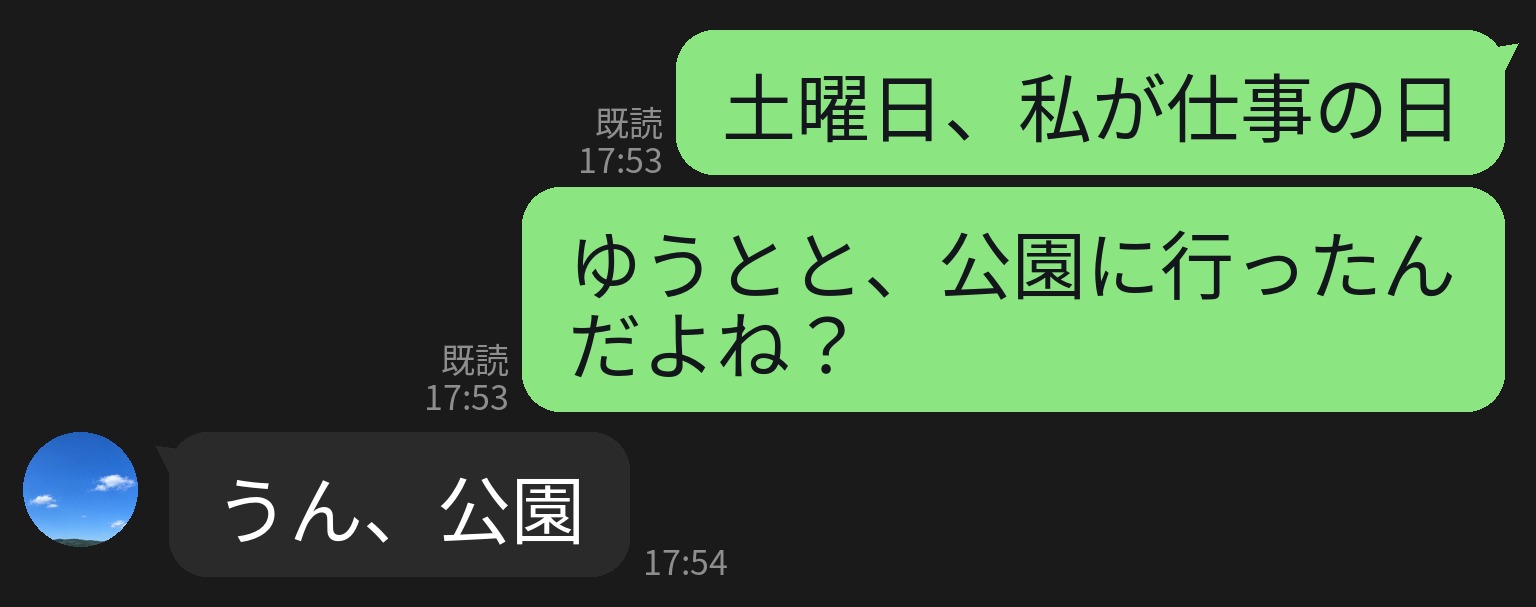 土曜日、私が仕事の日
既読
17:53
ゆうとと、公園に行ったん
だよね？
既読
17:53
うん、公園
17:54